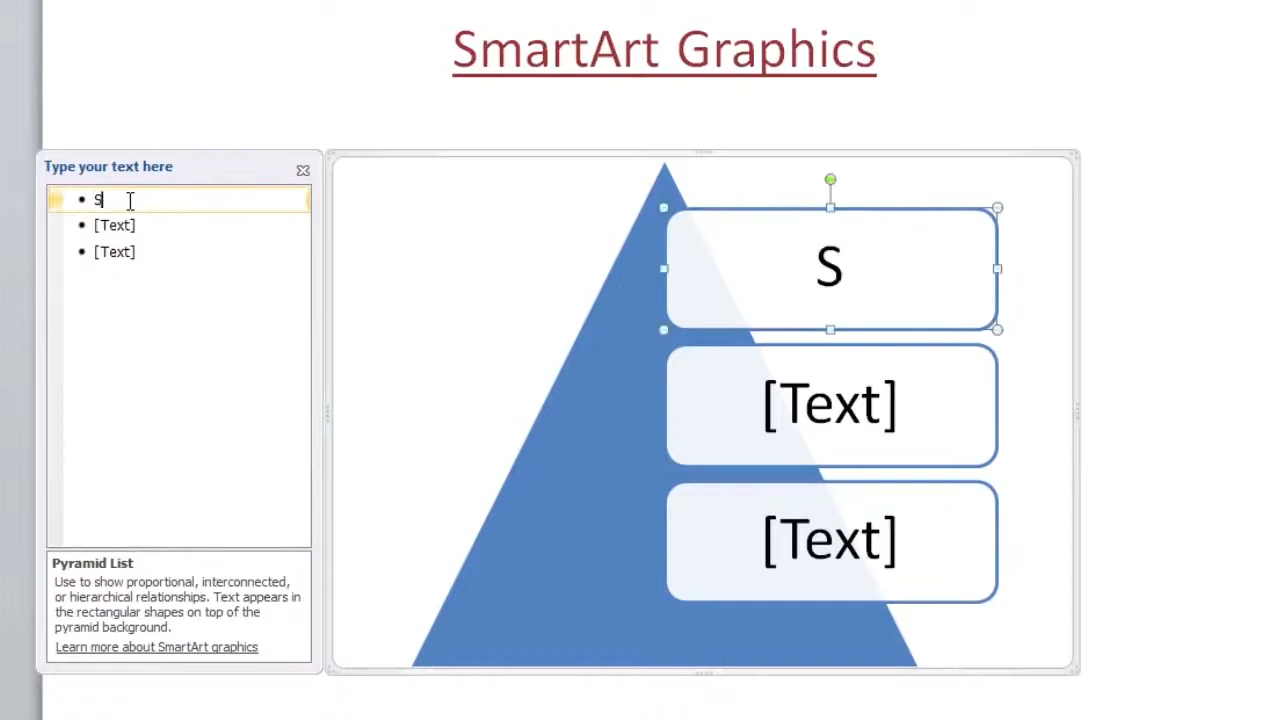 SmartArt Graphics
Type your text here
• S
• [Text]
• [Text]
Pyramid List
Use to show proportional, interconnected,
or hierarchical relationships. Text appears in
the rectangular shapes on top of the
pyramid background.
Learn more about SmartArt graphics
S
[Text]
[Text]